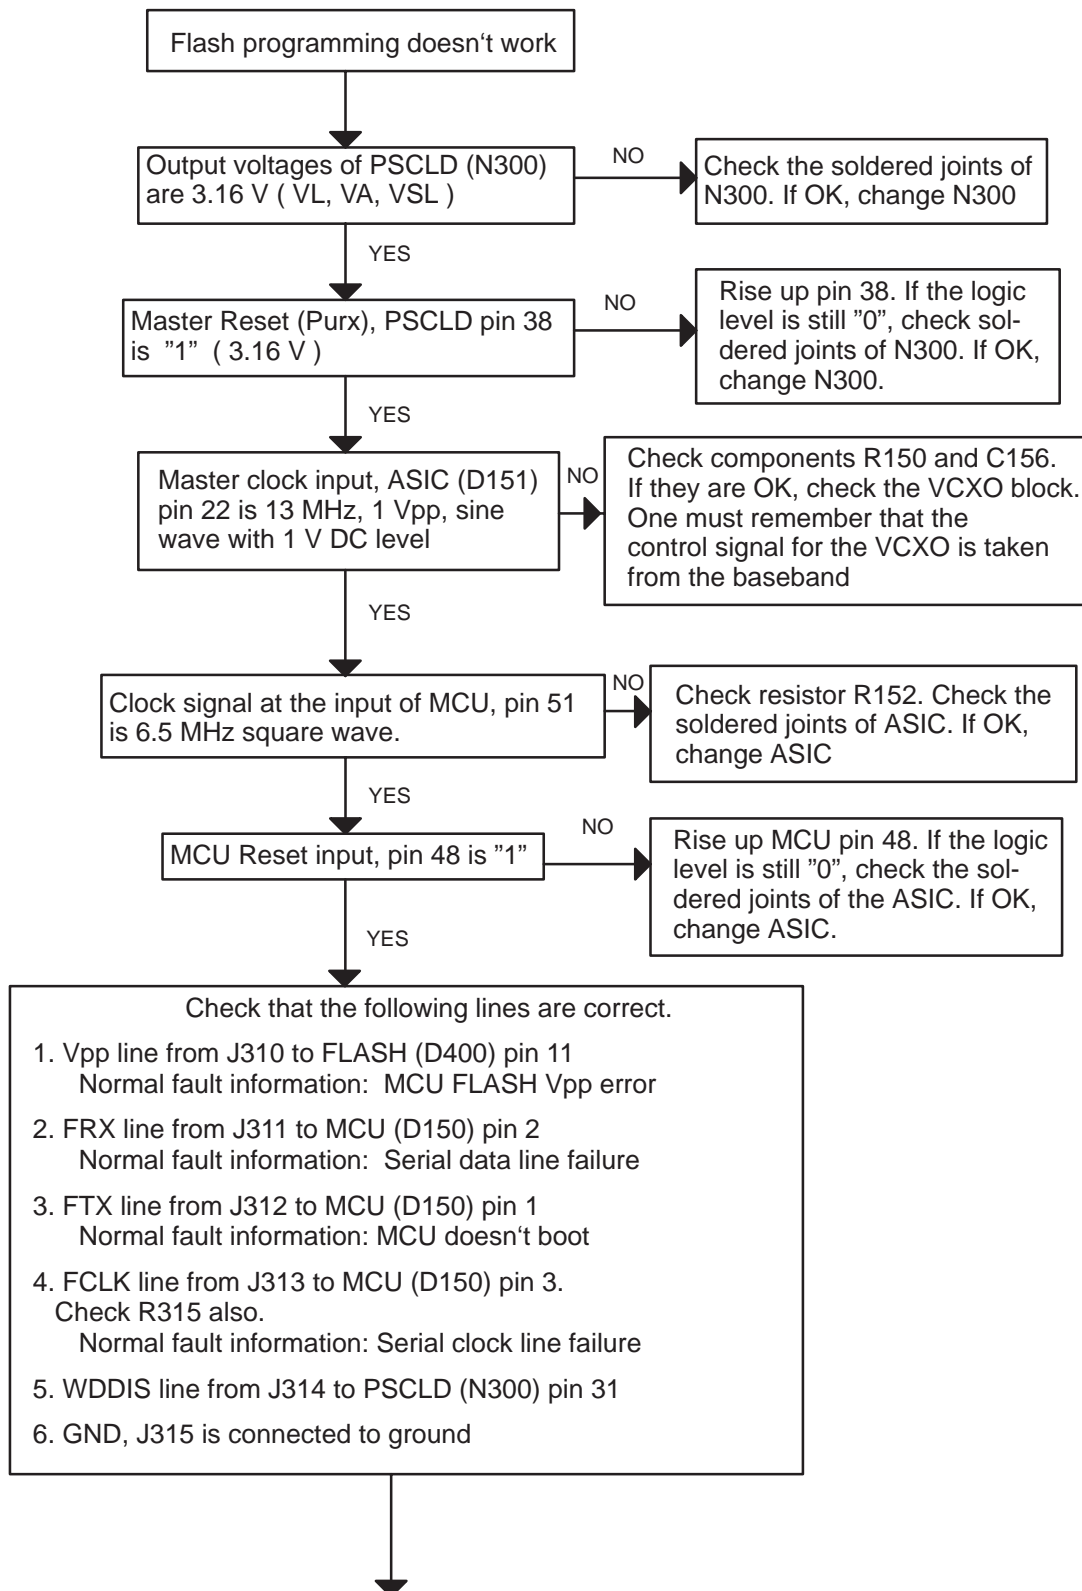 Flash programming doesn‘t work
Output voltages of PSCLD (N300)
are 3.16 V ( VL, VA, VSL )
NO
Check the soldered joints of
N300. If OK, change N300
YES
Master Reset (Purx), PSCLD pin 38
is ”1” ( 3.16 V )
NO
Rise up pin 38. If the logic
level is still ”0”, check sol-
dered joints of N300. If OK,
change N300.
YES
Master clock input, ASIC (D151)
pin 22 is 13 MHz, 1 Vpp, sine
wave with 1 V DC level
NO
Check components R150 and C156.
If they are OK, check the VCXO block.
One must remember that the
control signal for the VCXO is taken
from the baseband
YES
Clock signal at the input of MCU, pin 51
is 6.5 MHz square wave.
NO
Check resistor R152. Check the
soldered joints of ASIC. If OK,
change ASIC
YES
MCU Reset input, pin 48 is ”1”
NO
Rise up MCU pin 48. If the logic
level is still ”0”, check the sol-
dered joints of the ASIC. If OK,
change ASIC.
YES
Check that the following lines are correct.
1. Vpp line from J310 to FLASH (D400) pin 11
Normal fault information: MCU FLASH Vpp error
2. FRX line from J311 to MCU (D150) pin 2
Normal fault information: Serial data line failure
3. FTX line from J312 to MCU (D150) pin 1
Normal fault information: MCU doesn‘t boot
4. FCLK line from J313 to MCU (D150) pin 3.
Check R315 also.
Normal fault information: Serial clock line failure
5. WDDIS line from J314 to PSCLD (N300) pin 31
6. GND, J315 is connected to ground